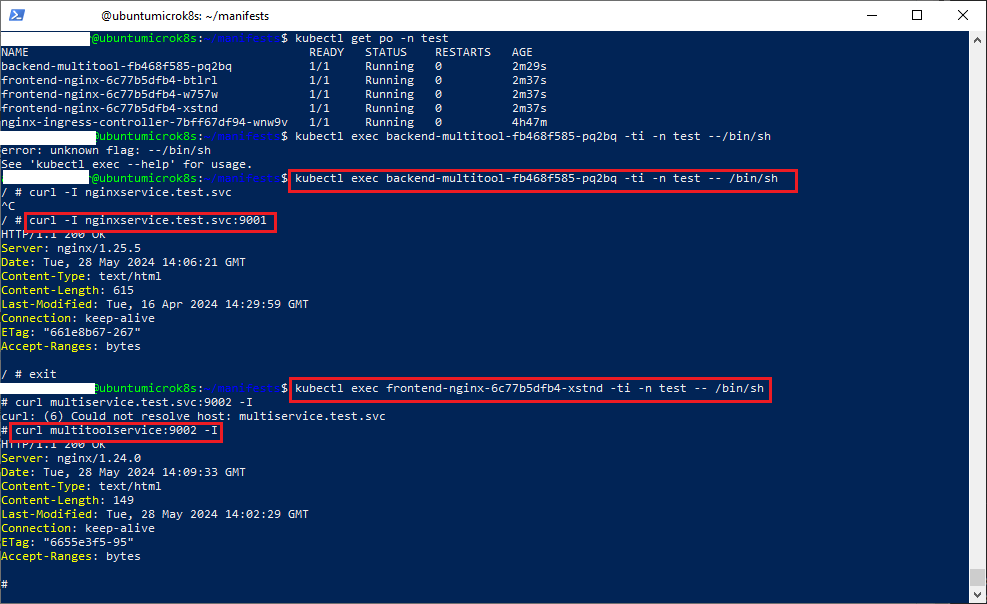 @ubuntumicrok8s: ~/manifests
@ubuntumicrok8s:~/manifests$ kubectl get po -n test
NAME READY STATUS RESTARTS AGE
backend-multitool-fb468f585-pq2bq 1/1 Running 0 2m29s
frontend-nginx-6c77b5dfb4-btlrl 1/1 Running 0 2m37s
frontend-nginx-6c77b5dfb4-w757w 1/1 Running 0 2m37s
frontend-nginx-6c77b5dfb4-xstnd 1/1 Running 0 2m37s
nginx-ingress-controller-7bff67df94-wnw9v 1/1 Running 0 4h47m
@ubuntumicrok8s:~/manifests$ kubectl exec backend-multitool-fb468f585-pq2bq -ti -n test --/bin/sh
error: unknown flag: --/bin/sh
See 'kubectl exec --help' for usage.
@ubuntumicrok8s:~/manifests$ kubectl exec backend-multitool-fb468f585-pq2bq -ti -n test -- /bin/sh
/ # curl -I nginxservice.test.svc
^C
/ # curl -I nginxservice.test.svc:9001
HTTP/1.1 200 OK
Server: nginx/1.25.5
Date: Tue, 28 May 2024 14:06:21 GMT
Content-Type: text/html
Content-Length: 615
Last-Modified: Tue, 16 Apr 2024 14:29:59 GMT
Connection: keep-alive
ETag: "661e8b67-267"
Accept-Ranges: bytes
/ # exit
@ubuntumicrok8s:~/manifests$ kubectl exec frontend-nginx-6c77b5dfb4-xstnd -ti -n test -- /bin/sh
# curl multiservice.test.svc:9002 -I
curl: (6) Could not resolve host: multiservice.test.svc
# curl multitoolservice:9002 -I
HTTP/1.1 200 OK
Server: nginx/1.24.0
Date: Tue, 28 May 2024 14:09:33 GMT
Content-Type: text/html
Content-Length: 149
Last-Modified: Tue, 28 May 2024 14:02:29 GMT
Connection: keep-alive
ETag: "6655e3f5-95"
Accept-Ranges: bytes
#